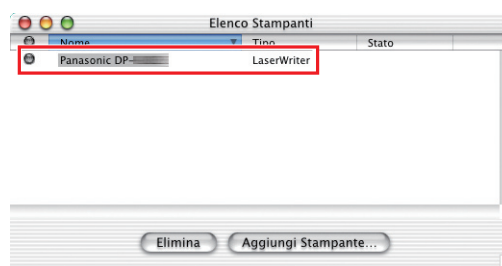 Elenco Stampanti
Nome Tipo Stato
Panasonic DP- LaserWriter
Elimina Aggiungi Stampante...